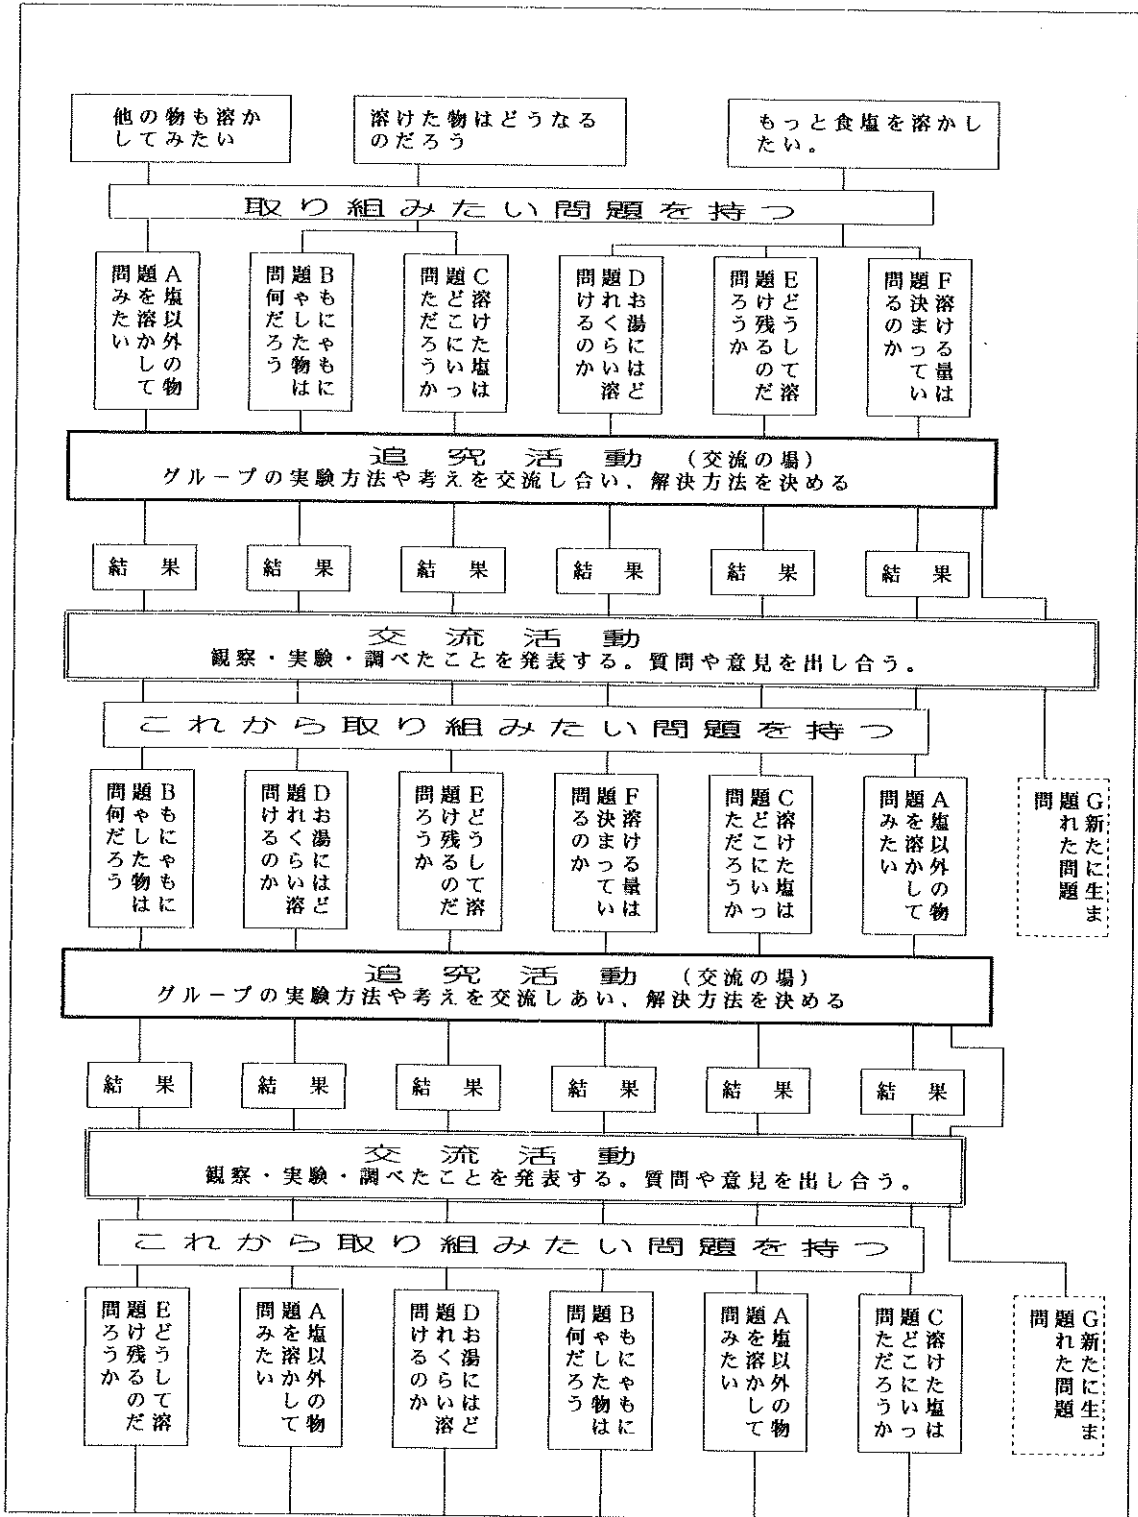 他の物も溶か
してみたい
溶けた物はどうなる
のだろう
もっと食塩を溶かし
たい。
取り組みたい問題を持つ
問題A
塩以外の物
を溶かして
みたい
問題B
もにゃもに
ゃした物は
何だろう
問題C
溶けた塩は
どこにいっ
ただろうか
問題D
お湯にはど
れくらい溶
けるのか
問題E
どうして溶
け残るのだ
ろうか
問題F
溶ける量は
決まってい
るのか
追究活動（交流の場）
グループの実験方法や考えを交流し合い、解決方法を決める
結果
結果
結果
結果
結果
結果
交流活動
観察・実験・調べたことを発表する。質問や意見を出し合う。
これから取り組みたい問題を持つ
問題B
もにゃもに
ゃした物は
何だろう
問題D
お湯にはど
れくらい溶
けるのか
問題E
どうして溶
け残るのだ
ろうか
問題F
溶ける量は
決まってい
るのか
問題C
溶けた塩は
どこにいっ
ただろうか
問題A
塩以外の物
を溶かして
みたい
問題G
新たに生ま
れた問題
追究活動（交流の場）
グループの実験方法や考えを交流しあい、解決方法を決める
結果
結果
結果
結果
結果
結果
交流活動
観察・実験・調べたことを発表する。質問や意見を出し合う。
これから取り組みたい問題を持つ
問題E
どうして溶
け残るのだ
ろうか
問題A
塩以外の物
を溶かして
みたい
問題D
お湯にはど
れくらい溶
けるのか
問題B
もにゃもに
ゃした物は
何だろう
問題A
塩以外の物
を溶かして
みたい
問題C
溶けた塩は
どこにいっ
ただろうか
問題G
新たに生ま
れた問題